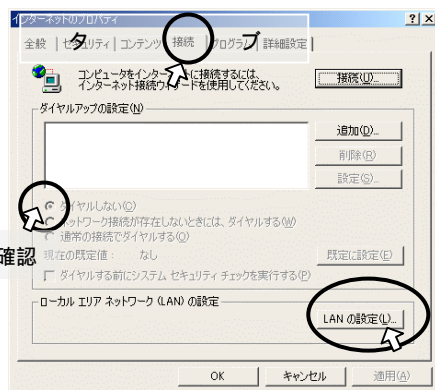 インターネットのプロパティ
タブ
全般 | セキュリティ | コンテンツ | 接続 | プログラム | 詳細設定 |
コンピュータをインターネットに接続するには、
インターネット接続ウィザードを使用してください。
接続(U)...
ダイヤルアップの設定(N)
追加(D)...
削除(R)
設定(S)...
ダイヤルしない(C)
ネットワーク接続が存在しないときには、ダイヤルする(W)
通常の接続でダイヤルする(O)
確認
現在の既定値： なし
既定に設定(E)
ダイヤルする前にシステム セキュリティ チェックを実行する(P)
ローカル エリア ネットワーク (LAN) の設定
LAN の設定(L)...
OK
キャンセル
適用(A)